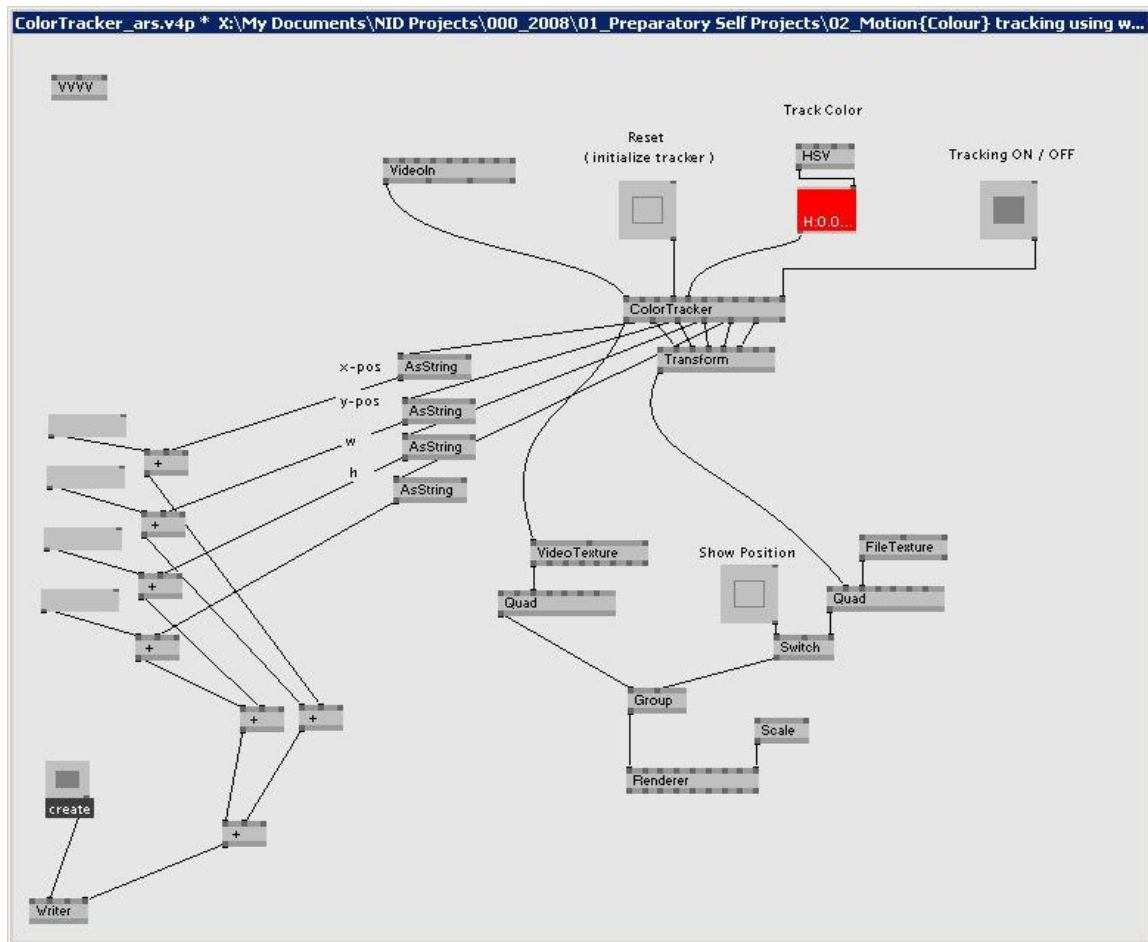 ColorTracker_ars.v4p * X:\My Documents\NID Projects\000_2008\01_Preparatory Self Projects\02_Motion{Colour} tracking using w...
VVVV
Track Color
Reset
( initialize tracker )
HSV
Tracking ON / OFF
VideoIn
H:0.0...
ColorTracker
Transform
x-pos
AsString
y-pos
AsString
w
AsString
h
AsString
+
+
+
+
VideoTexture
Show Position
FileTexture
Quad
Quad
Switch
Group
+
+
Scale
Renderer
create
+
Writer